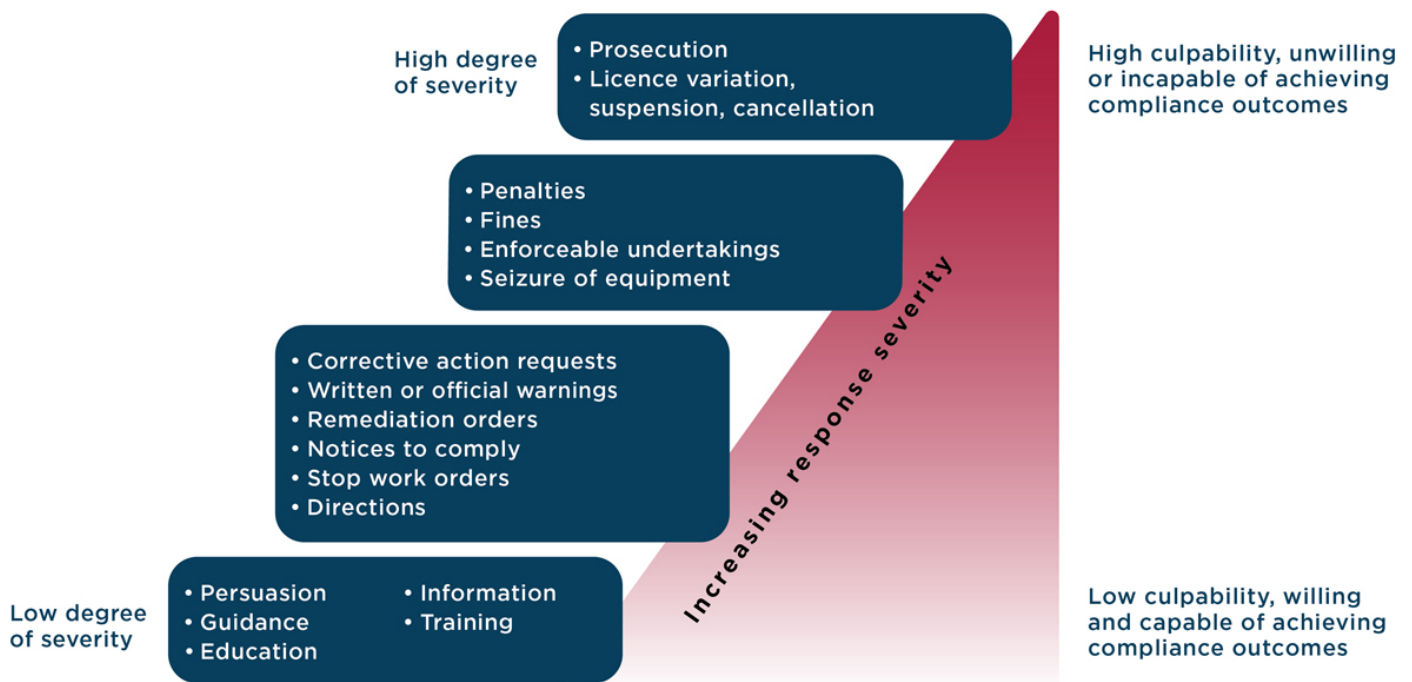 High degree
of severity
• Prosecution
• Licence variation,
suspension, cancellation
High culpability, unwilling
or incapable of achieving
compliance outcomes
• Penalties
• Fines
• Enforceable undertakings
• Seizure of equipment
• Corrective action requests
• Written or official warnings
• Remediation orders
• Notices to comply
• Stop work orders
• Directions
Increasing response severity
Low degree
of severity
• Persuasion
• Guidance
• Education
• Information
• Training
Low culpability, willing
and capable of achieving
compliance outcomes